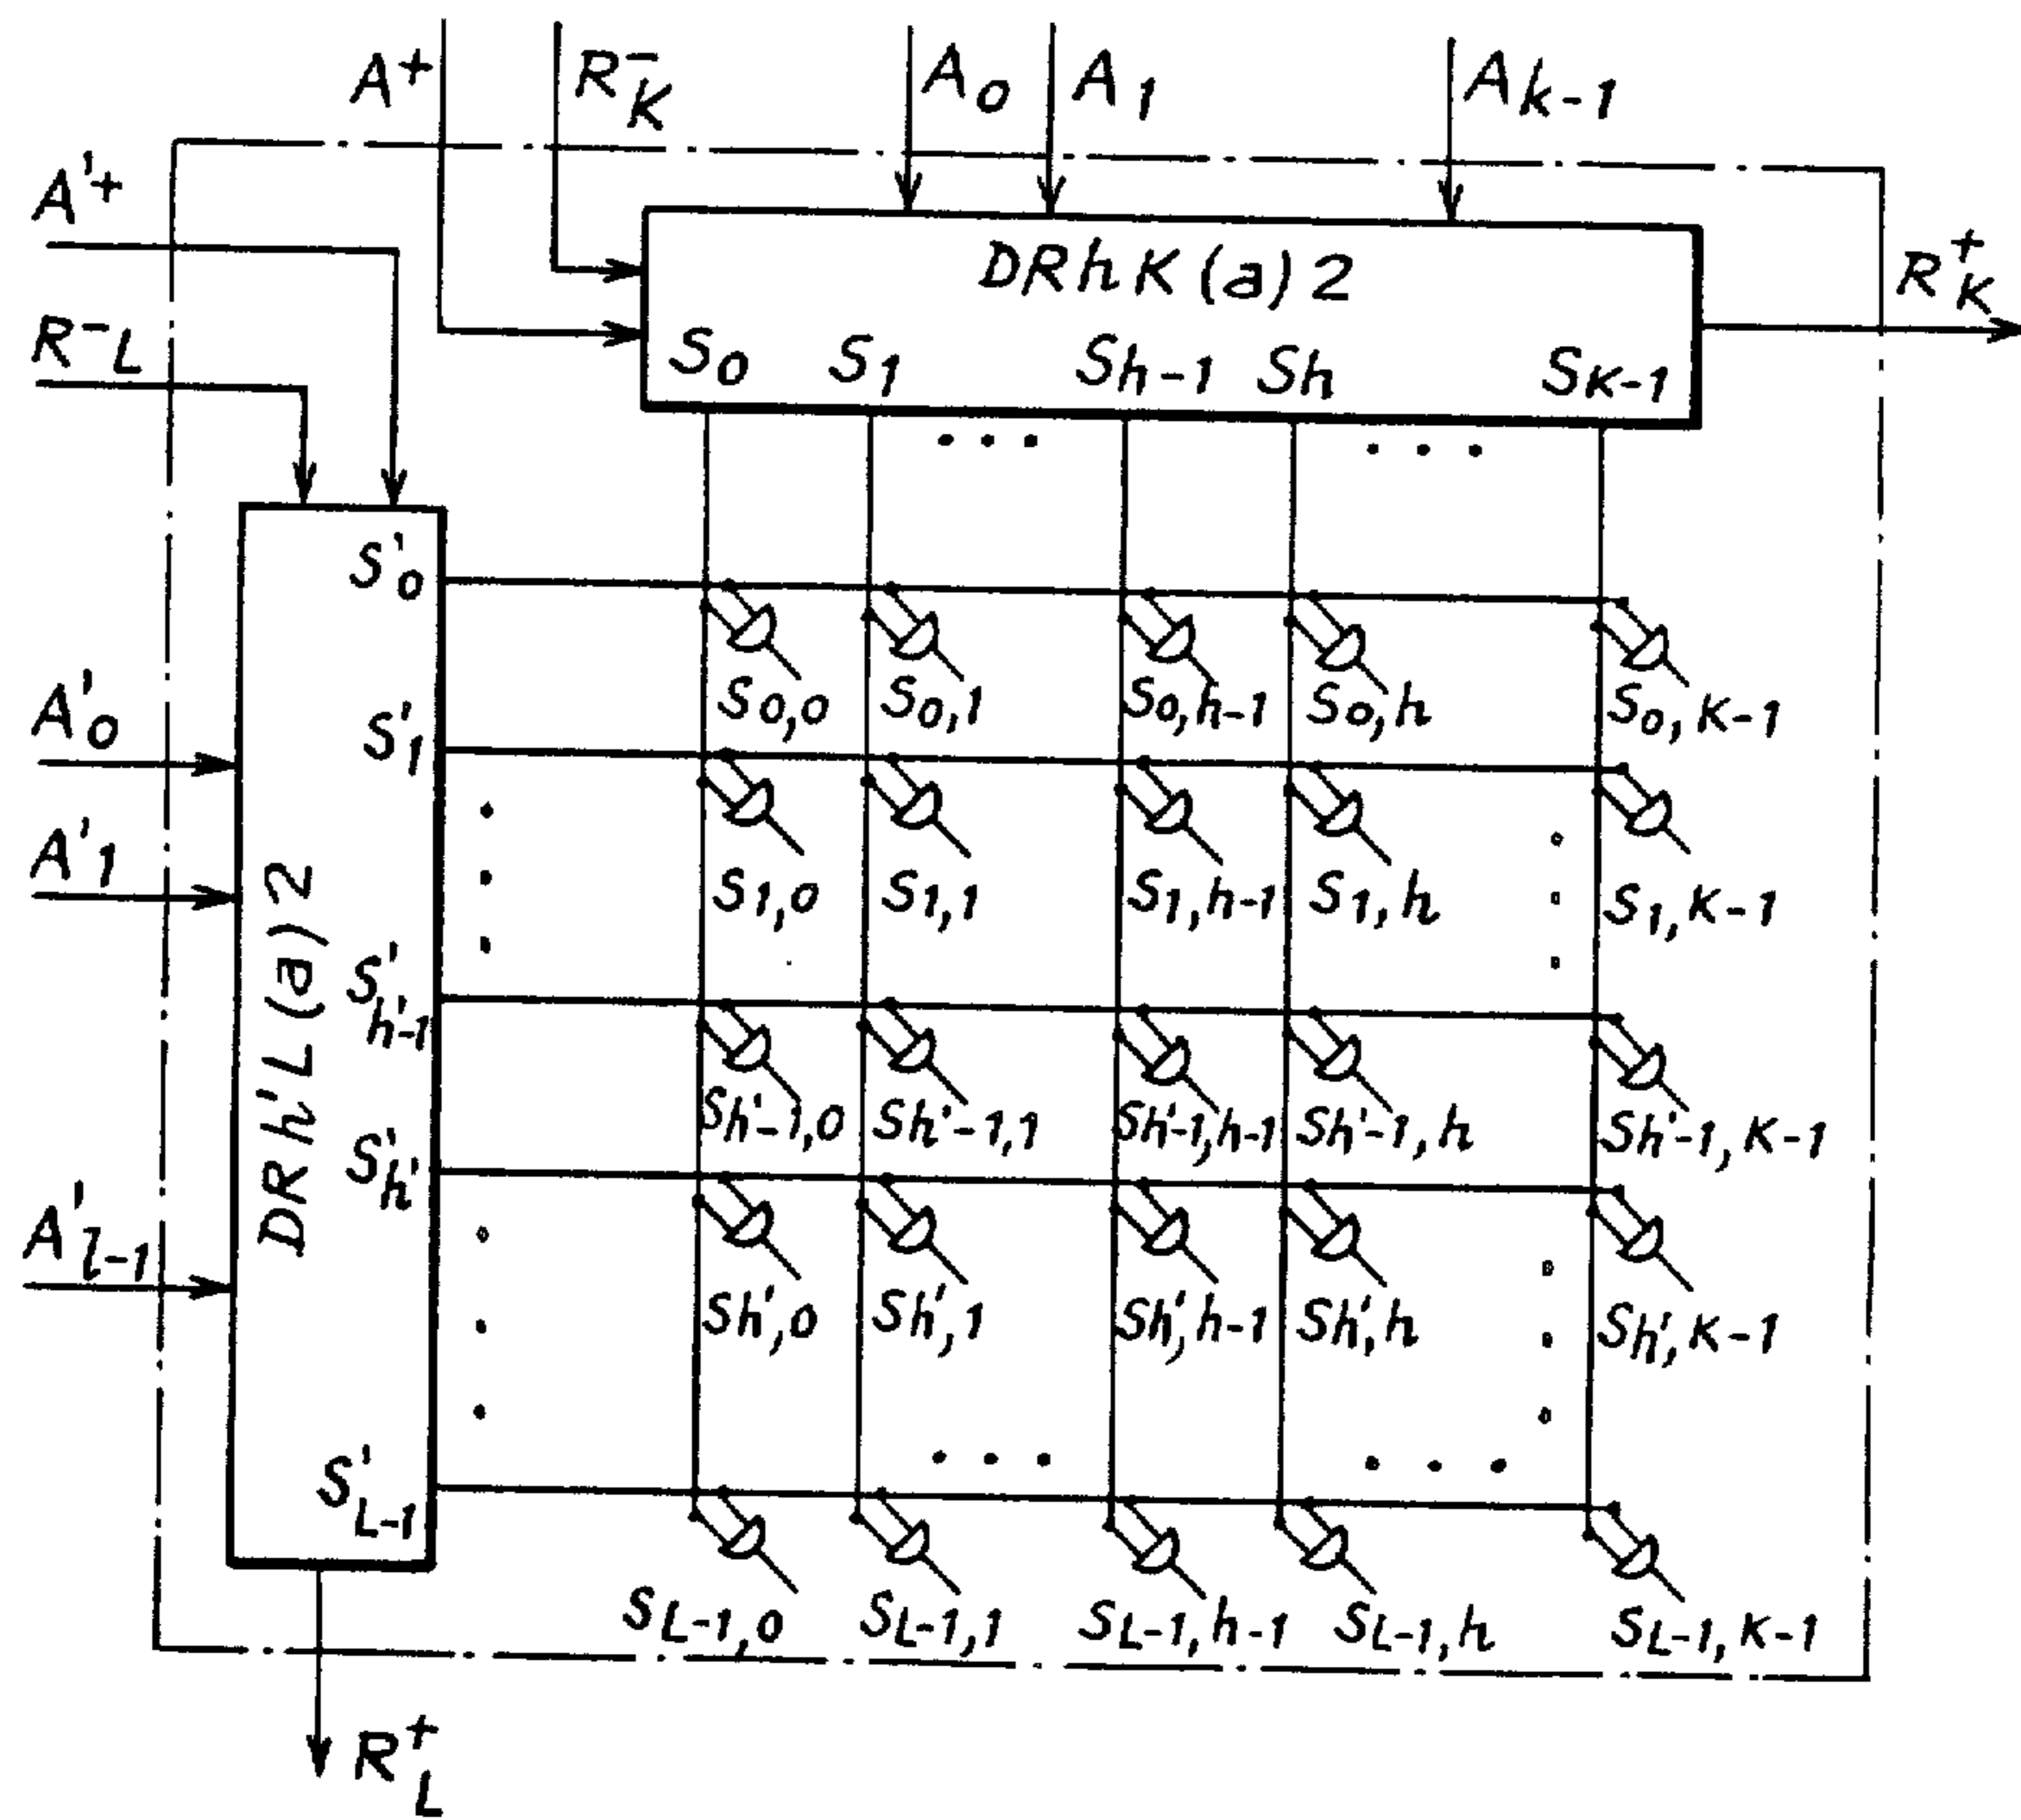 A+ R-K A0 A1 Ak-1
A'+
DRhK(a)2
R+K
R-L
S0 S1 Sh-1 Sh SK-1
S'0
S0,0 S0,1 S0,h-1 S0,h S0,K-1
A'0
S'1
A'1
S1,0 S1,1 S1,h-1 S1,h S1,K-1
DRh'L(a)2
S'h'-1
Sh'-1,0 Sh'-1,1 Sh'-1,h-1 Sh'-1,h Sh'-1,K-1
S'h'
A'l-1
Sh',0 Sh',1 Sh',h-1 Sh',h Sh',K-1
S'L-1
SL-1,0 SL-1,1 SL-1,h-1 SL-1,h SL-1,K-1
R+L